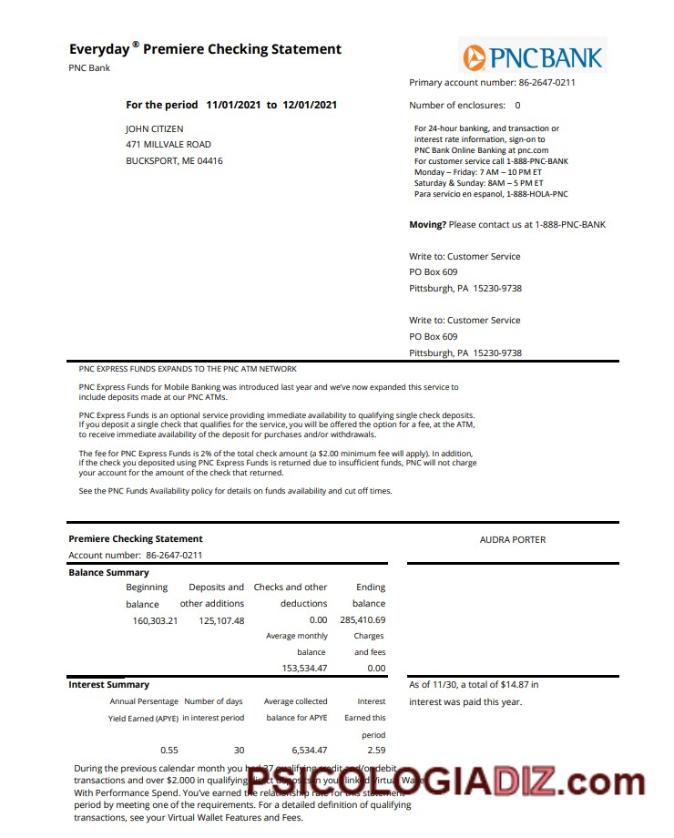 Everyday ® Premiere Checking Statement
PNC Bank
PNCBANK
Primary account number: 86-2647-0211
For the period 11/01/2021 to 12/01/2021
Number of enclosures: 0
JOHN CITIZEN
471 MILLVALE ROAD
BUCKSPORT, ME 04416
For 24-hour banking, and transaction or
interest rate information, sign-on to
PNC Bank Online Banking at pnc.com
For customer service call 1-888-PNC-BANK
Monday – Friday: 7 AM – 10 PM ET
Saturday & Sunday: 8AM – 5 PM ET
Para servicio en espanol, 1-888-HOLA-PNC
Moving? Please contact us at 1-888-PNC-BANK
Write to: Customer Service
PO Box 609
Pittsburgh, PA 15230-9738
Write to: Customer Service
PO Box 609
Pittsburgh, PA 15230-9738
PNC EXPRESS FUNDS EXPANDS TO THE PNC ATM NETWORK
PNC Express Funds for Mobile Banking was introduced last year and we've now expanded this service to
include deposits made at our PNC ATMs.
PNC Express Funds is an optional service providing immediate availability to qualifying single check deposits.
If you deposit a single check that qualifies for the service, you will be offered the option for a fee, at the ATM,
to receive immediate availability of the deposit for purchases and/or withdrawals.
The fee for PNC Express Funds is 2% of the total check amount (a $2.00 minimum fee will apply). In addition,
if the check you deposited using PNC Express Funds is returned due to insufficient funds, PNC will not charge
your account for the amount of the check that returned.
See the PNC Funds Availability policy for details on funds availability and cut off times.
Premiere Checking Statement
AUDRA PORTER
Account number: 86-2647-0211
Balance Summary
Beginning Deposits and Checks and other Ending
balance other additions deductions balance
160,303.21 125,107.48 0.00 285,410.69
Average monthly Charges
balance and fees
153,534.47 0.00
Interest Summary
As of 11/30, a total of $14.87 in
interest was paid this year.
Annual Persentage Number of days Average collected Interest
Yield Earned (APYE) in interest period balance for APYE Earned this
period
0.55 30 6,534.47 2.59
During the previous calendar month you had 27 qualifying credit and/or debit
transactions and over $2.000 in qualifying direct deposits in your linked Virtual Wallet
With Performance Spend. You've earned the relationship rate for this statement
period by meeting one of the requirements. For a detailed definition of qualifying
transactions, see your Virtual Wallet Features and Fees.
PSICOLOGIADIZ.com